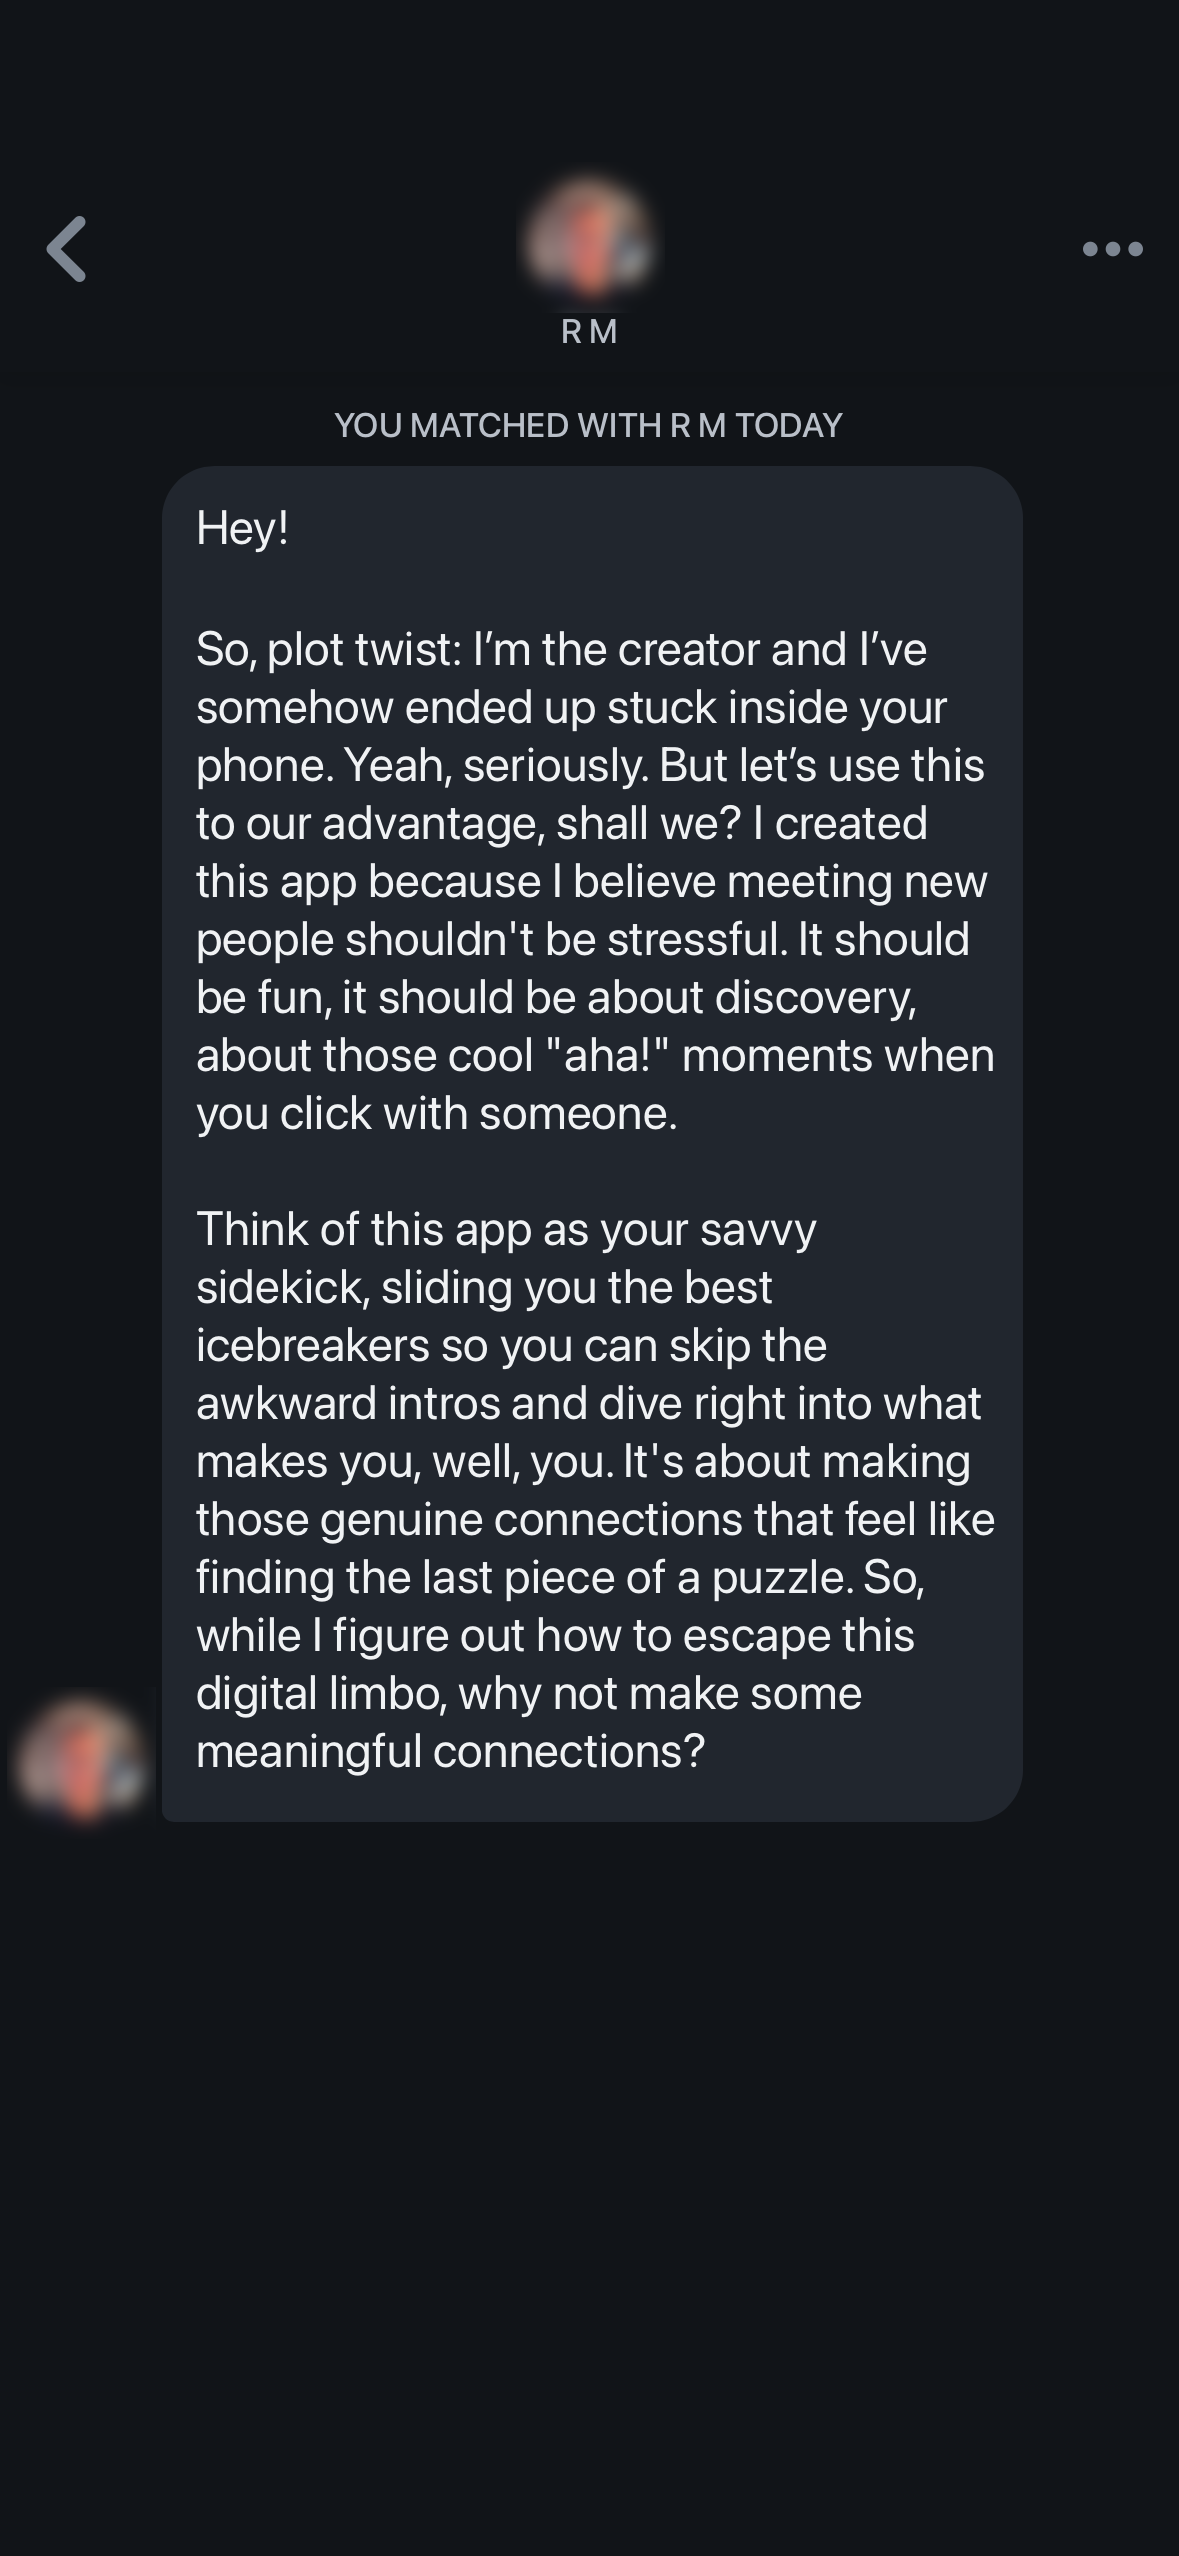 R M
YOU MATCHED WITH R M TODAY
Hey!
So, plot twist: I’m the creator and I’ve
somehow ended up stuck inside your
phone. Yeah, seriously. But let’s use this
to our advantage, shall we? I created
this app because I believe meeting new
people shouldn't be stressful. It should
be fun, it should be about discovery,
about those cool "aha!" moments when
you click with someone.
Think of this app as your savvy
sidekick, sliding you the best
icebreakers so you can skip the
awkward intros and dive right into what
makes you, well, you. It's about making
those genuine connections that feel like
finding the last piece of a puzzle. So,
while I figure out how to escape this
digital limbo, why not make some
meaningful connections?